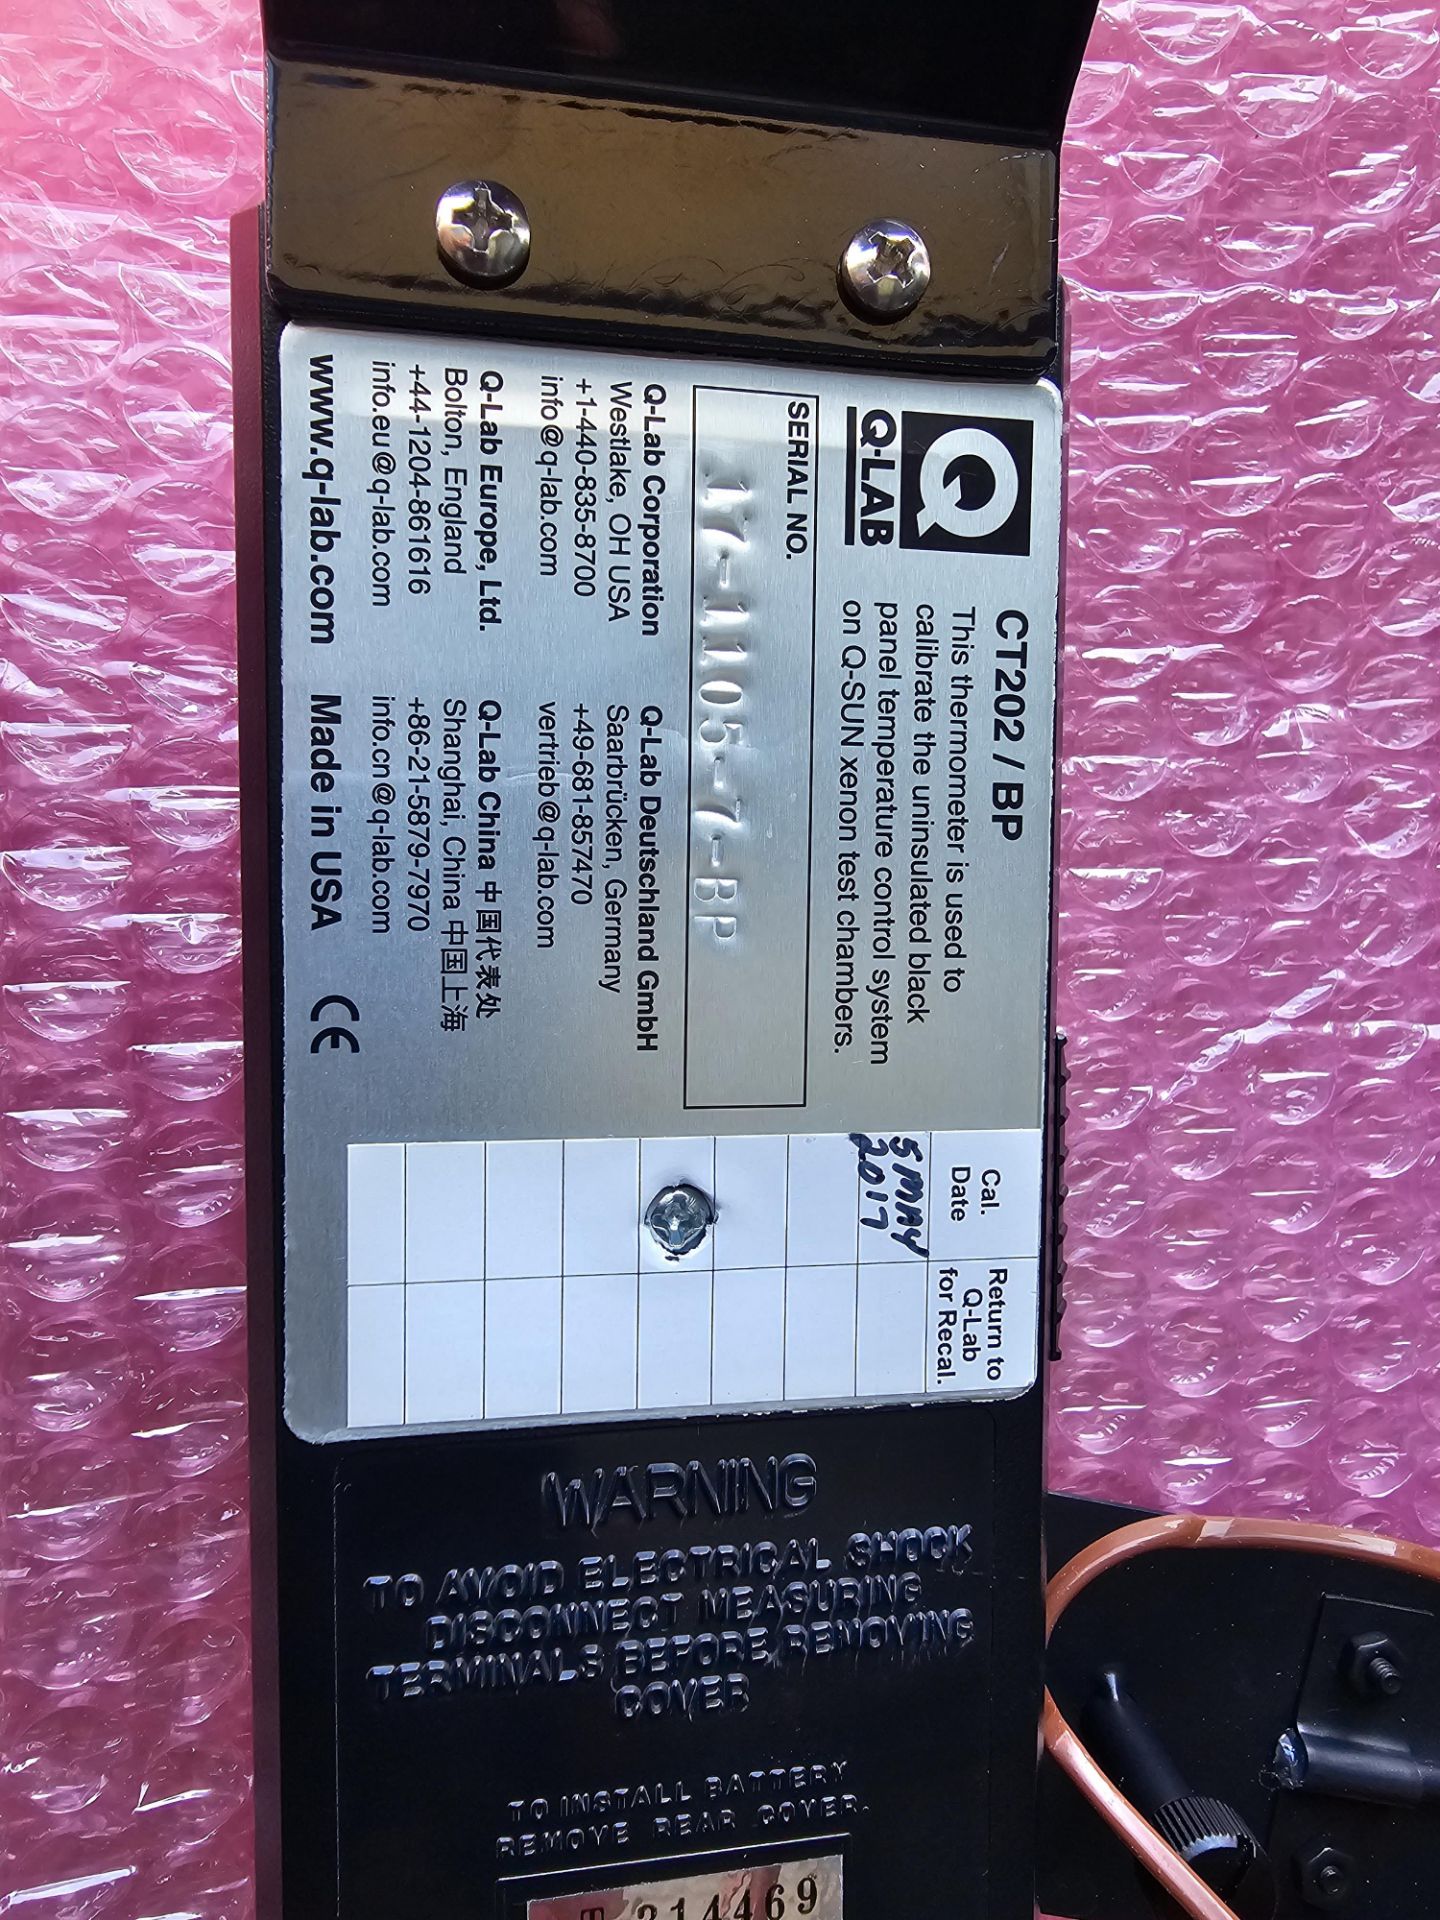 Q-LAB
CT202 / BP
This thermometer is used to
calibrate the uninsulated black
panel temperature control system
on Q-SUN xenon test chambers.
SERIAL NO.
17-1105-7-BP
Q-Lab Corporation
Westlake, OH USA
+1-440-835-8700
info@q-lab.com
Q-Lab Deutschland GmbH
Saarbrücken, Germany
+49-681-857470
vertrieb@q-lab.com
Q-Lab Europe, Ltd.
Bolton, England
+44-1204-861616
info.eu@q-lab.com
Q-Lab China 中国代表处
Shanghai, China 中国上海
+86-21-5879-7970
info.cn@q-lab.com
www.q-lab.com Made in USA CE
Cal.
Date
Return to
Q-Lab
for Recal.
5 MAY
2017
WARNING
TO AVOID ELECTRICAL SHOCK
DISCONNECT MEASURING
TERMINALS BEFORE REMOVING
COVER
TO INSTALL BATTERY
REMOVE REAR COVER.
214469